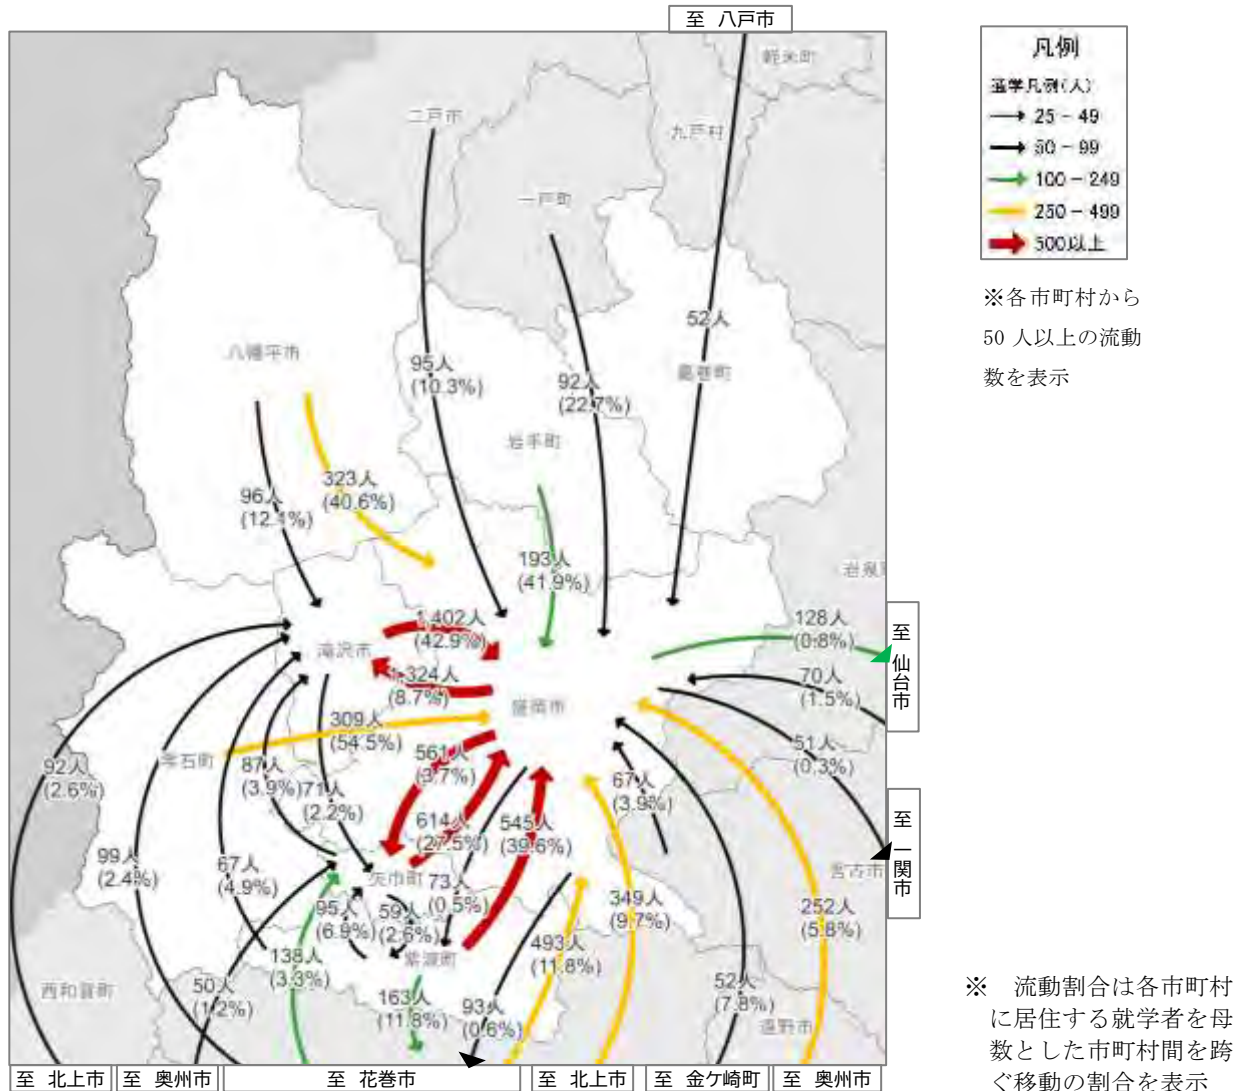 至 八戸市
軽米町
二戸市
九戸村
一戸町
52人
八幡平市
葛巻町
95人
(10.3%)
92人
(22.7%)
岩手町
323人
(40.6%)
96人
(12.1%)
193人
(41.9%)
1,402人
(42.9%)
128人
(0.8%)
滝沢市
1,324人
(8.7%)
70人
(1.5%)
盛岡市
309人
(54.5%)
雫石町
561人
(3.7%)
51人
(0.3%)
92人
(2.6%)
87人
(3.9%)
71人
(2.2%)
67人
(3.9%)
614人
(27.5%)
545人
(39.6%)
99人
(2.4%)
67人
(4.9%)
矢巾町
73人
(0.5%)
宮古市
95人
(6.9%)
59人
(2.6%)
349人
(9.7%)
252人
(5.8%)
138人
(3.3%)
紫波町
493人
(11.8%)
西和賀町
50人
(1.2%)
163人
(11.8%)
93人
(0.6%)
52人
(7.8%)
遠野市
至 仙台市
至 一関市
至 北上市
至 奥州市
至 花巻市
至 北上市
至 金ケ崎町
至 奥州市
凡例
通学凡例(人)
25 - 49
50 - 99
100 - 249
250 - 499
500以上
※各市町村から
50 人以上の流動
数を表示
※ 流動割合は各市町村
に居住する就学者を母
数とした市町村間を跨
ぐ移動の割合を表示